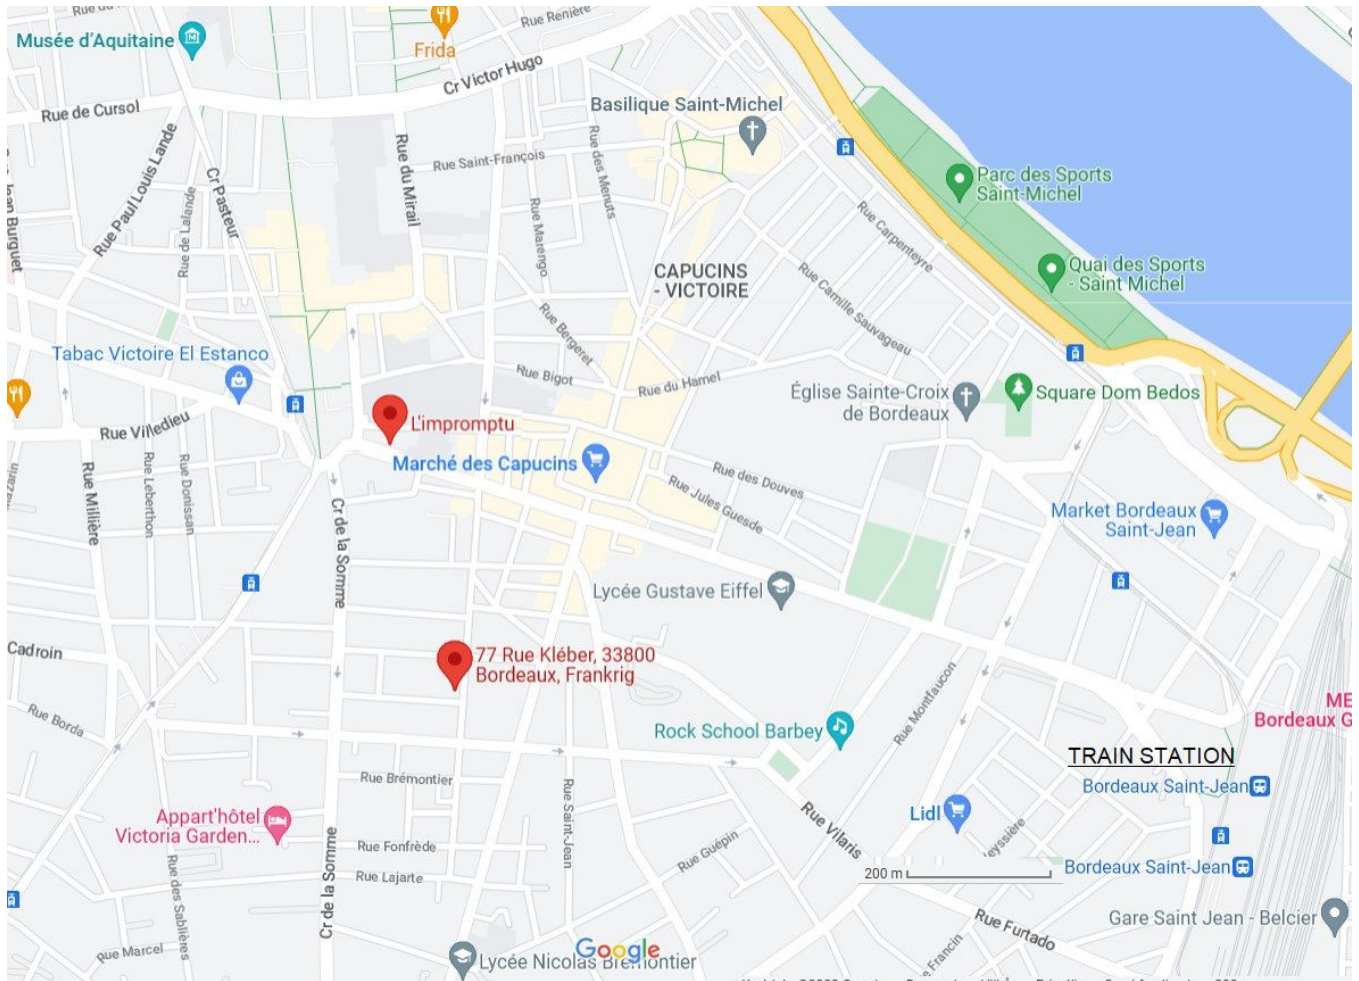 Musée d'Aquitaine
Frida
Rue Renière
Cr Victor Hugo
Rue de Cursol
Basilique Saint-Michel
Rue Paul Louis Lande
Cr Pasteur
Rue du Mirail
Rue Saint-François
Rue des Menuts
Parc des Sports
Saint-Michel
Rue de Lalande
Rue Marengo
Rue Carpenteyre
Jean Burguet
CAPUCINS
- VICTOIRE
Quai des Sports
- Saint Michel
Rue Camille Sauvageau
Rue Bergeret
Tabac Victoire El Estanco
Rue Bigot
Rue du Hamel
Église Sainte-Croix
de Bordeaux
Square Dom Bedos
Rue Villedieu
L'impromptu
Marché des Capucins
Rue des Douves
Rue Jules Guesde
Rue Millière
Rue Leberthon
Rue Donissan
Cr de la Somme
Market Bordeaux
Saint-Jean
Lycée Gustave Eiffel
Cadroin
77 Rue Kléber, 33800
Bordeaux, Frankrig
Rue Borda
Rock School Barbey
Rue Montfaucon
ME
Bordeaux G
TRAIN STATION
Bordeaux Saint-Jean
Rue Brémontier
Rue Saint-Jean
Appart'hôtel
Victoria Garden...
Lidl
Rue Vilaris
Rue Fonfrède
Rue Guépin
eyssière
200 m
Bordeaux Saint-Jean
Rue Lajarte
Cr de la Somme
Rue des Sablières
Rue Furtado
Gare Saint Jean - Belcier
Rue Marcel
Google
Lycée Nicolas Brémontier
Francin